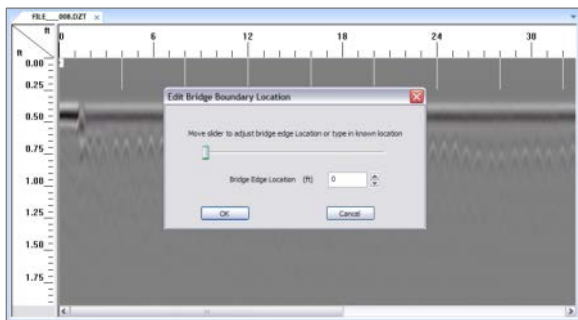 FILE___008.DZT
ft
0 6 12 18 24 30
ft
0.00
0.25
Edit Bridge Boundary Location
0.50
Move slider to adjust bridge edge Location or type in known location
0.75
Bridge Edge Location (ft) 0
1.00
OK Cancel
1.25
1.50
1.75